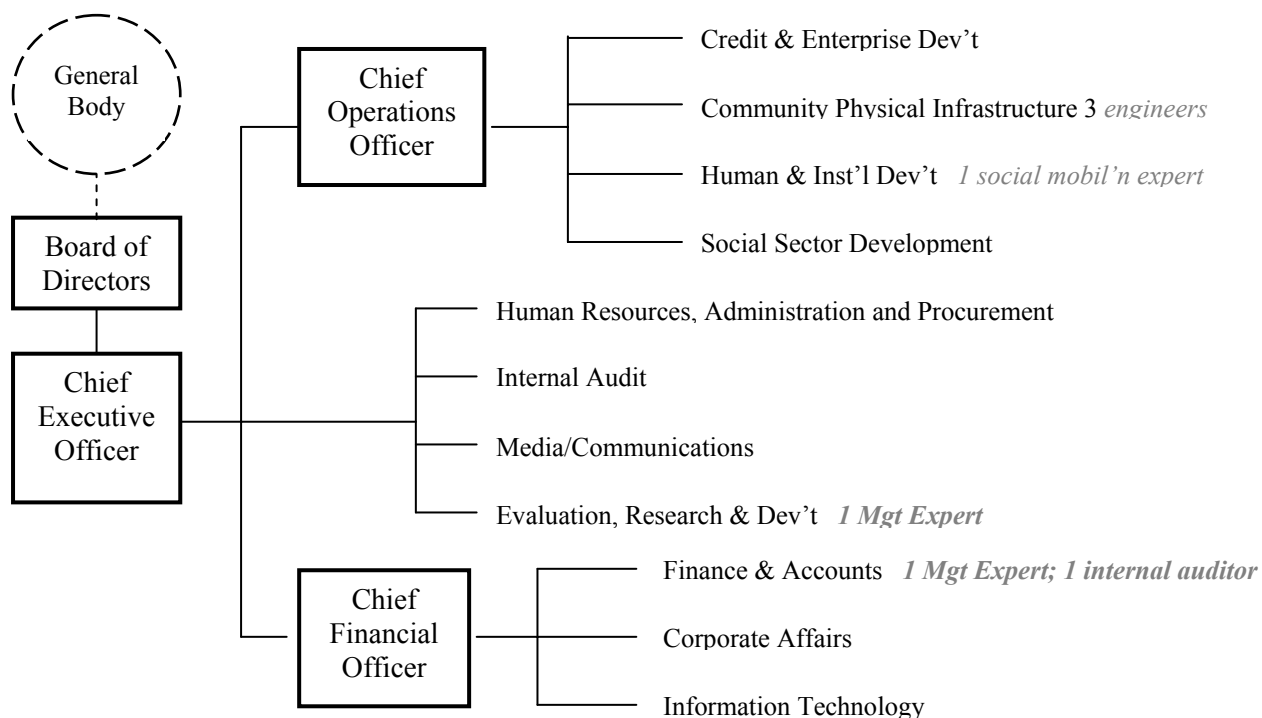 General
Body
Board of
Directors
Chief
Executive
Officer
Chief
Operations
Officer
Credit & Enterprise Dev’t
Community Physical Infrastructure 3 engineers
Human & Inst’l Dev’t 1 social mobil’n expert
Social Sector Development
Human Resources, Administration and Procurement
Internal Audit
Media/Communications
Evaluation, Research & Dev’t 1 Mgt Expert
Chief
Financial
Officer
Finance & Accounts 1 Mgt Expert; 1 internal auditor
Corporate Affairs
Information Technology